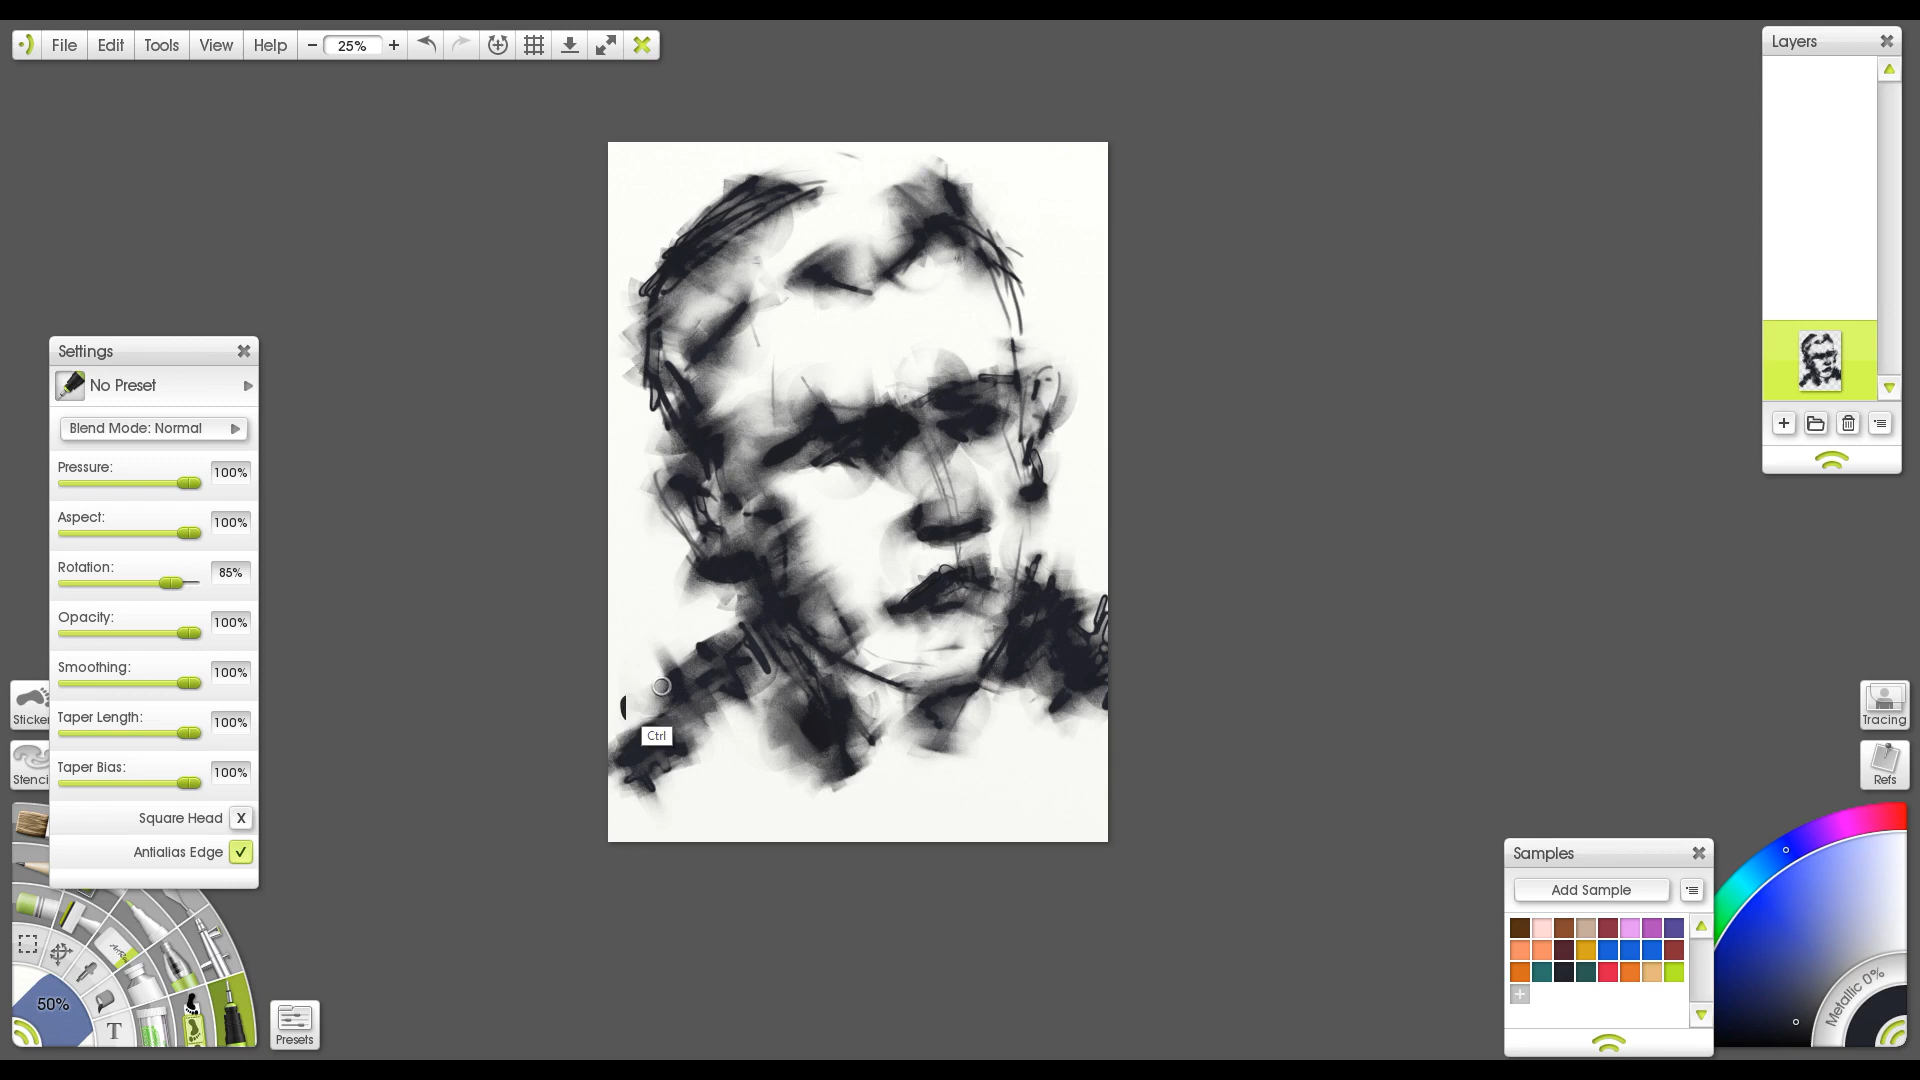 File Edit Tools View Help − 25% +
Layers
Settings
No Preset
Blend Mode: Normal
Pressure: 100%
Aspect: 100%
Rotation: 85%
Opacity: 100%
Smoothing: 100%
Taper Length: 100%
Taper Bias: 100%
Square Head X
Antialias Edge
Sticker
Stenci
Ctrl
Tracing
Refs
Samples
Add Sample
Metallic 0%
50%
T
Presets